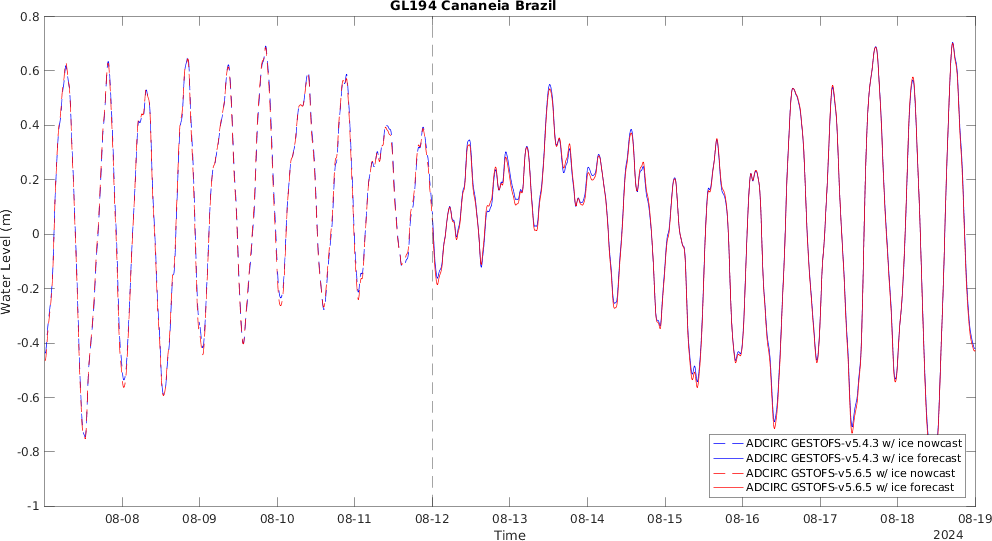 GL194 Cananeia Brazil
0.8
0.6
0.4
0.2
0
-0.2
-0.4
-0.6
-0.8
-1
Water Level (m)
ADCIRC GESTOFS-v5.4.3 w/ ice nowcast
ADCIRC GESTOFS-v5.4.3 w/ ice forecast
ADCIRC GSTOFS-v5.6.5 w/ ice nowcast
ADCIRC GSTOFS-v5.6.5 w/ ice forecast
08-08 08-09 08-10 08-11 08-12 08-13 08-14 08-15 08-16 08-17 08-18 08-19
Time 2024